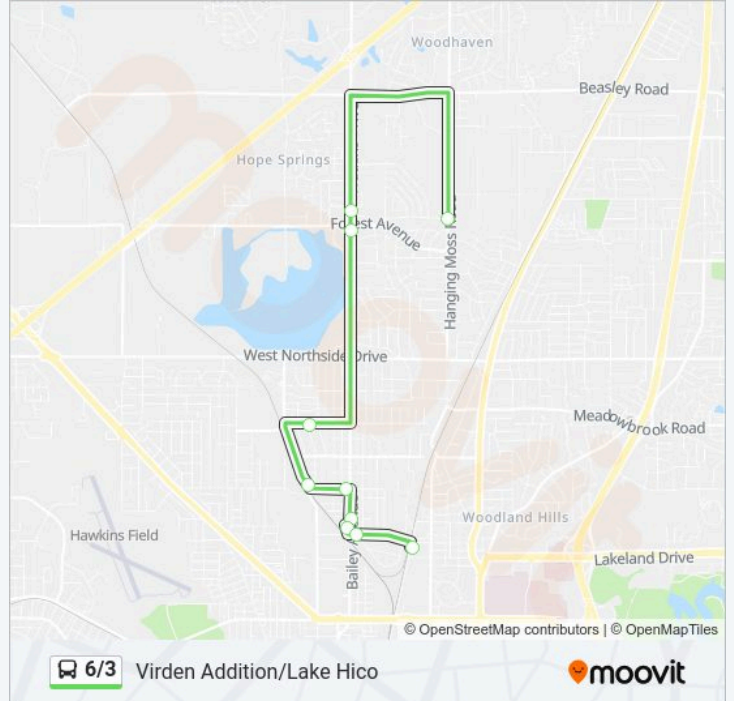 Woodhaven
Beasley Road
Hope Springs
Forest Avenue
Hanging Moss
West Northside Drive
Meadowbrook Road
Woodland Hills
Hawkins Field
Lakeland Drive
Bailey
© OpenStreetMap contributors | © OpenMapTiles
6/3 Virden Addition/Lake Hico
moovit